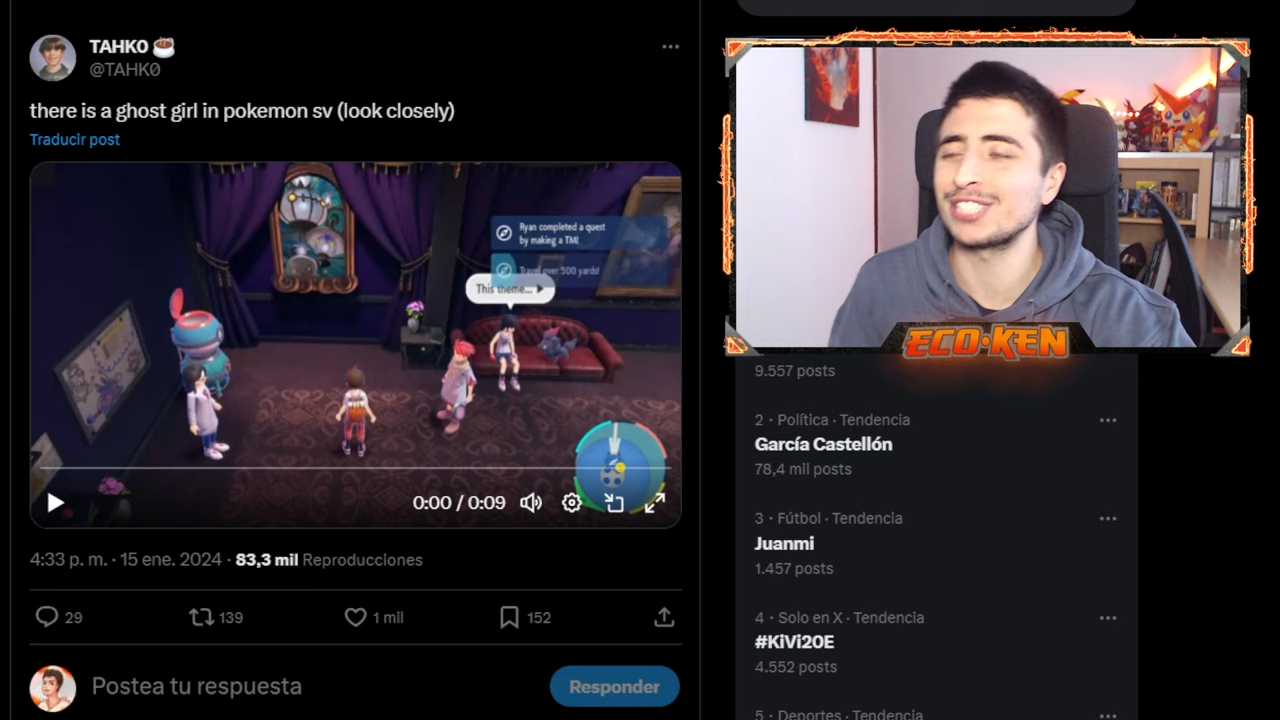 TAHK0
@TAHK0
there is a ghost girl in pokemon sv (look closely)
Traducir post
Ryan completed a quest
by making a TM!
Travel over 500 yards!
This theme...
0:00 / 0:09
4:33 p. m. · 15 ene. 2024 · 83,3 mil Reproducciones
29
139
1 mil
152
Postea tu respuesta
Responder
ECO·KEN
9.557 posts
2 · Política · Tendencia
García Castellón
78,4 mil posts
3 · Fútbol · Tendencia
Juanmi
1.457 posts
4 · Solo en X · Tendencia
#KiVi20E
4.552 posts
5 · Deportes · Tendencia